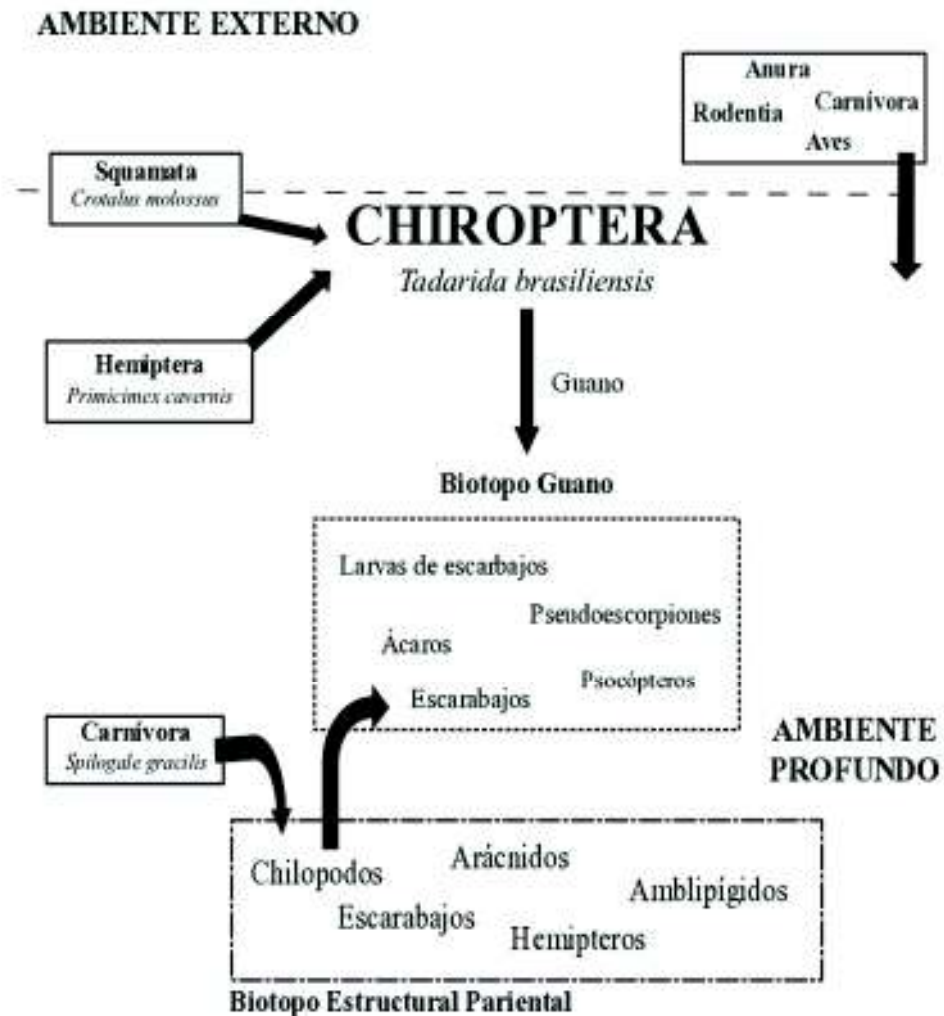 AMBIENTE EXTERNO
Anura
Rodentia
Carnívora
Aves
Squamata
Crotalus molossus
CHIROPTERA
Tadarida brasiliensis
Hemiptera
Primicimex cavernis
Guano
Biotopo Guano
Larvas de escarbajos
Pseudoescorpiones
Ácaros
Psocópteros
Escarabajos
Carnívora
Spilogale gracilis
AMBIENTE
PROFUNDO
Chilopodos
Arácnidos
Amblipígidos
Escarabajos
Hemipteros
Biotopo Estructural Pariental